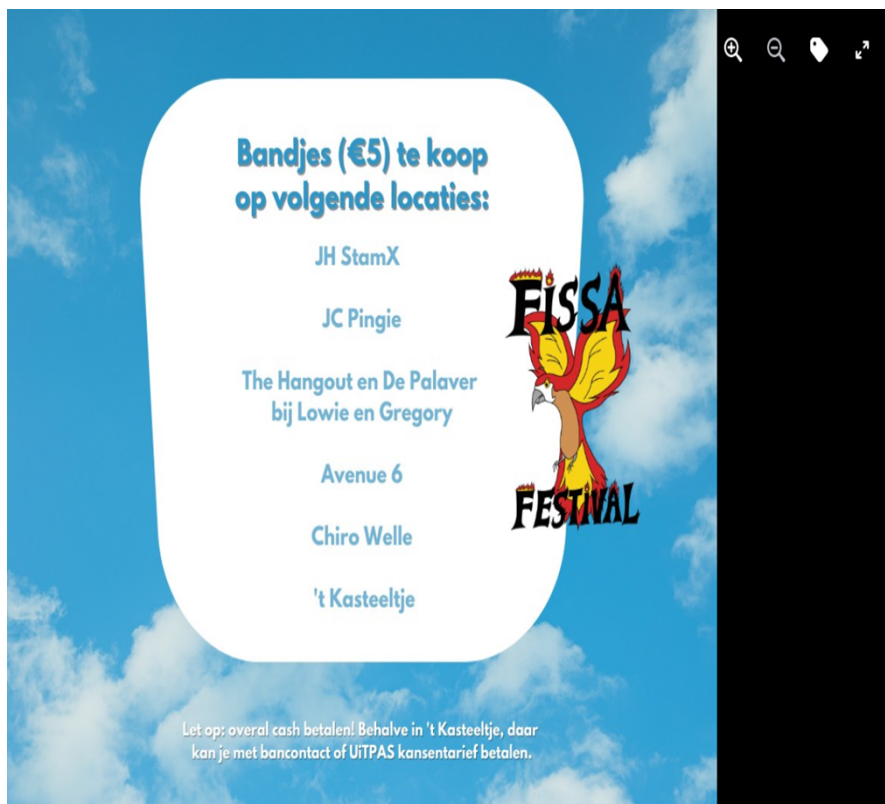 Bandjes (€5) te koop
op volgende locaties:
JH StamX
JC Pingie
The Hangout en De Palaver
bij Lowie en Gregory
Avenue 6
Chiro Welle
't Kasteeltje
FiSSA
FESTiVAL
Let op: overal cash betalen! Behalve in 't Kasteeltje, daar
kan je met bancontact of UiTPAS kansentarief betalen.